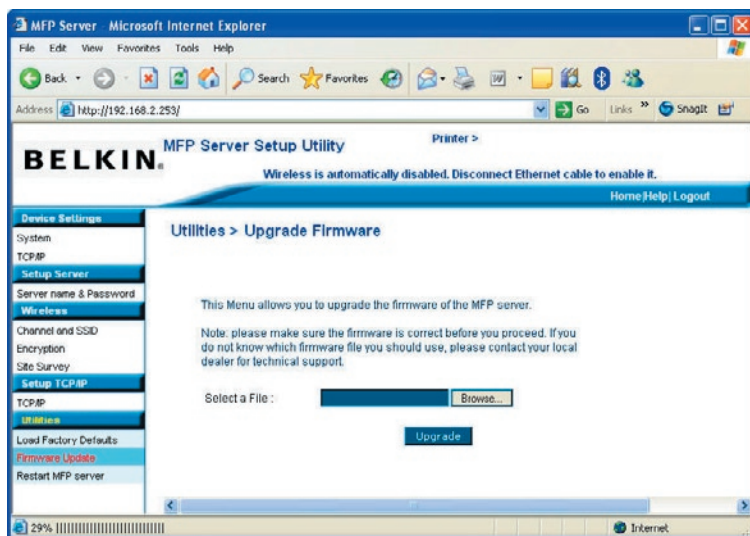 MFP Server - Microsoft Internet Explorer
File Edit View Favorites Tools Help
Back Search Favorites
Address http://192.168.2.253/ Go Links » SnagIt
BELKIN.
MFP Server Setup Utility
Printer >
Wireless is automatically disabled. Disconnect Ethernet cable to enable it.
Home|Help| Logout
Device Settings
System
TCP/IP
Setup Server
Server name & Password
Wireless
Channel and SSID
Encryption
Site Survey
Setup TCP/IP
TCP/IP
Utilities
Load Factory Defaults
Firmware Update
Restart MFP server
Utilities > Upgrade Firmware
This Menu allows you to upgrade the firmware of the MFP server.
Note: please make sure the firmware is correct before you proceed. If you
do not know which firmware file you should use, please contact your local
dealer for technical support.
Select a File :
Browse...
Upgrade
29% Internet